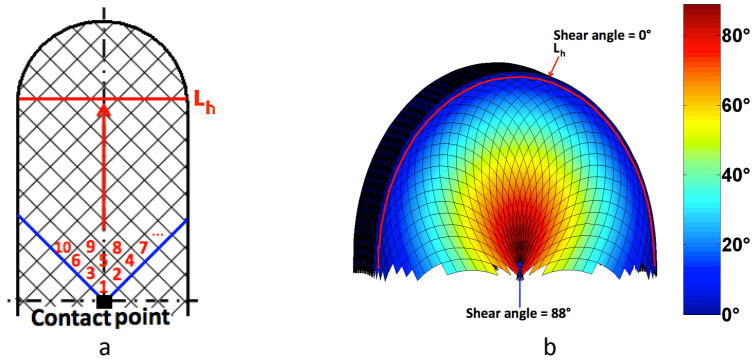 L_h
10 9 8 7 ...
6 5 4
3 2
1
Contact point
a
Shear angle = 0°
L_h
Shear angle = 88°
b
80°
60°
40°
20°
0°